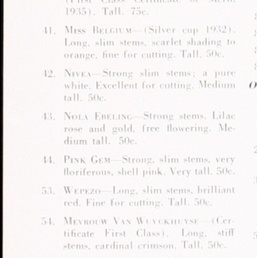 (First Class Certificate of Merit,
1935). Tall. 75c.
41. MISS BELGIUM—(Silver cup 1932).
Long, slim stems, scarlet shading to
orange, fine for cutting. Tall. 50c.
42. NIVEA—Strong slim stems; a pure
white. Excellent for cutting. Medium
tall. 50c.
43. NOLA EBELING—Strong stems. Lilac
rose and gold, free flowering. Me-
dium tall. 50c.
44. PINK GEM—Strong, slim stems, very
floriferous, shell pink. Very tall. 50c.
53. WEPEZO—Long, slim stems, brilliant
red. Fine for cutting. Tall. 50c.
54. MEVROUW VAN WUYCKHUYSE—(Cer-
tificate First Class). Long, stiff
stems, cardinal crimson. Tall. 50c.